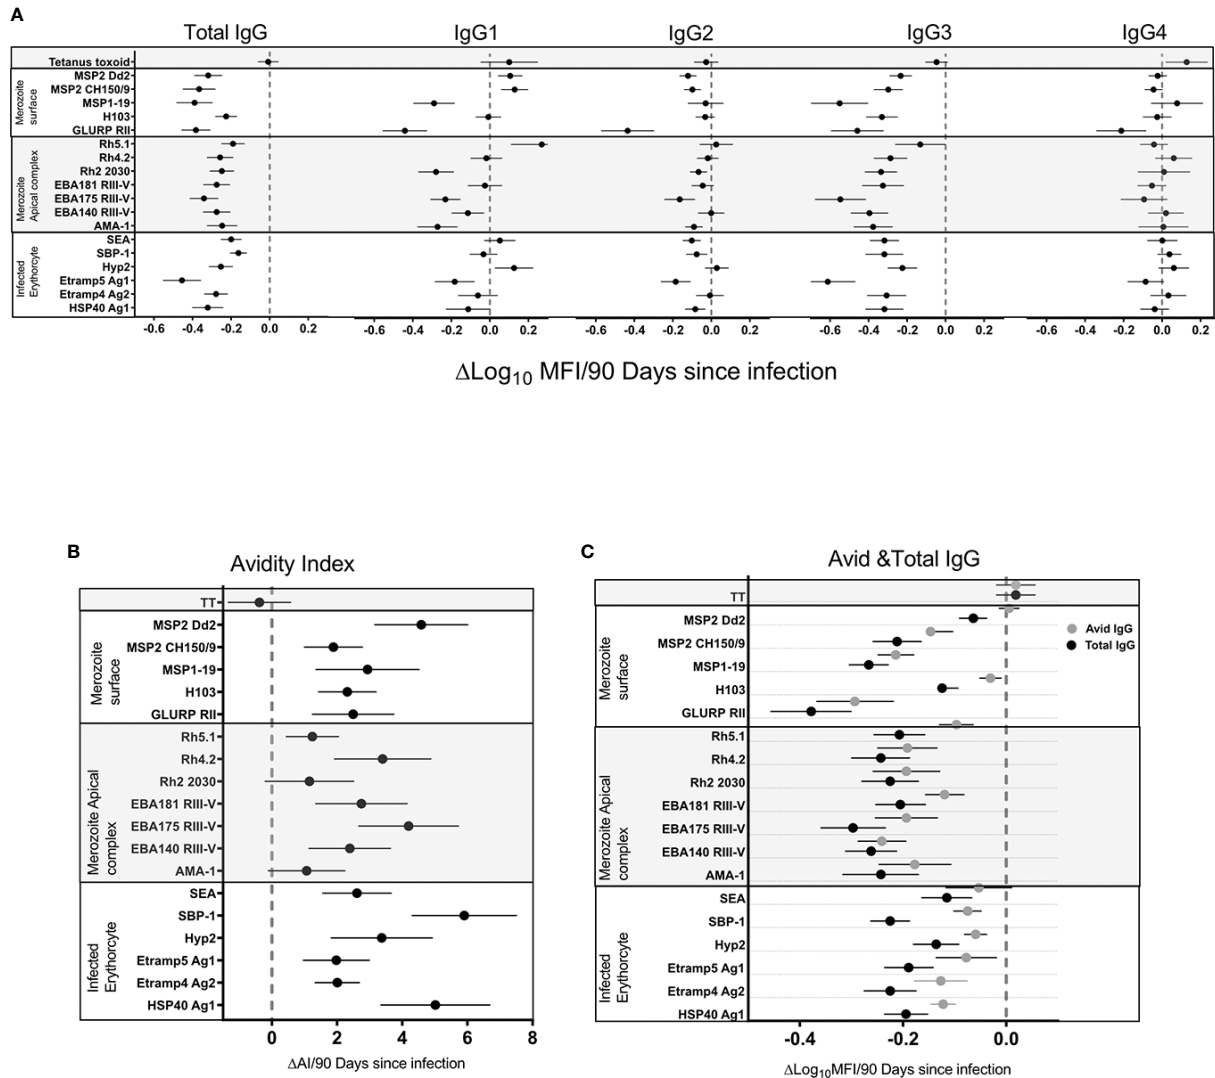 A
Total IgG IgG1 IgG2 IgG3 IgG4
Tetanus toxoid
Merozoite
surface
MSP2 Dd2
MSP2 CH150/9
MSP1-19
H103
GLURP RII
Merozoite
Apical complex
Rh5.1
Rh4.2
Rh2 2030
EBA181 RIII-V
EBA175 RIII-V
EBA140 RIII-V
AMA-1
Infected
Erythorcyte
SEA
SBP-1
Hyp2
Etramp5 Ag1
Etramp4 Ag2
HSP40 Ag1
-0.6 -0.4 -0.2 0.0 0.2 -0.6 -0.4 -0.2 0.0 0.2 -0.6 -0.4 -0.2 0.0 0.2 -0.6 -0.4 -0.2 0.0 0.2 -0.6 -0.4 -0.2 0.0 0.2
ΔLog10 MFI/90 Days since infection
B
Avidity Index
TT
Merozoite
surface
MSP2 Dd2
MSP2 CH150/9
MSP1-19
H103
GLURP RII
Merozoite Apical
complex
Rh5.1
Rh4.2
Rh2 2030
EBA181 RIII-V
EBA175 RIII-V
EBA140 RIII-V
AMA-1
Infected
Erythorcyte
SEA
SBP-1
Hyp2
Etramp5 Ag1
Etramp4 Ag2
HSP40 Ag1
0 2 4 6 8
ΔAI/90 Days since infection
C
Avid &Total IgG
TT
Merozoite
surface
MSP2 Dd2
MSP2 CH150/9
MSP1-19
H103
GLURP RII
Avid IgG
Total IgG
Merozoite Apical
complex
Rh5.1
Rh4.2
Rh2 2030
EBA181 RIII-V
EBA175 RIII-V
EBA140 RIII-V
AMA-1
Infected
Erythorcyte
SEA
SBP-1
Hyp2
Etramp5 Ag1
Etramp4 Ag2
HSP40 Ag1
-0.4 -0.2 0.0
ΔLog10MFI/90 Days since infection